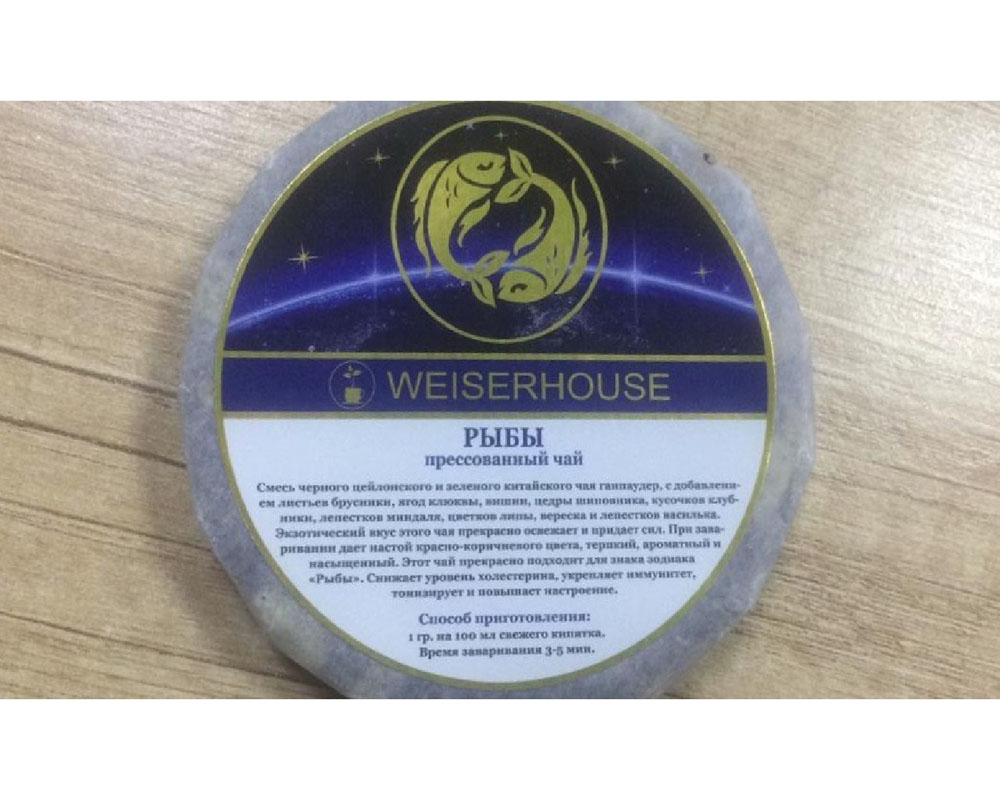 WEISERHOUSE
РЫБЫ
прессованный чай
Смесь черного цейлонского и зеленого китайского чая ганпаудер, с добавлени-
ем листьев брусники, ягод клюквы, вишни, цедры шиповника, кусочков клуб-
ники, лепестков миндаля, цветков липы, вереска и лепестков василька.
Экзотический вкус этого чая прекрасно освежает и придает сил. При зава-
ривании дает настой красно-коричневого цвета, терпкий, ароматный и
насыщенный. Этот чай прекрасно подходит для знака зодиака
«Рыбы». Снижает уровень холестерина, укрепляет иммунитет,
тонизирует и повышает настроение.
Способ приготовления:
1 гр. на 100 мл свежего кипятка.
Время заваривания 3-5 мин.